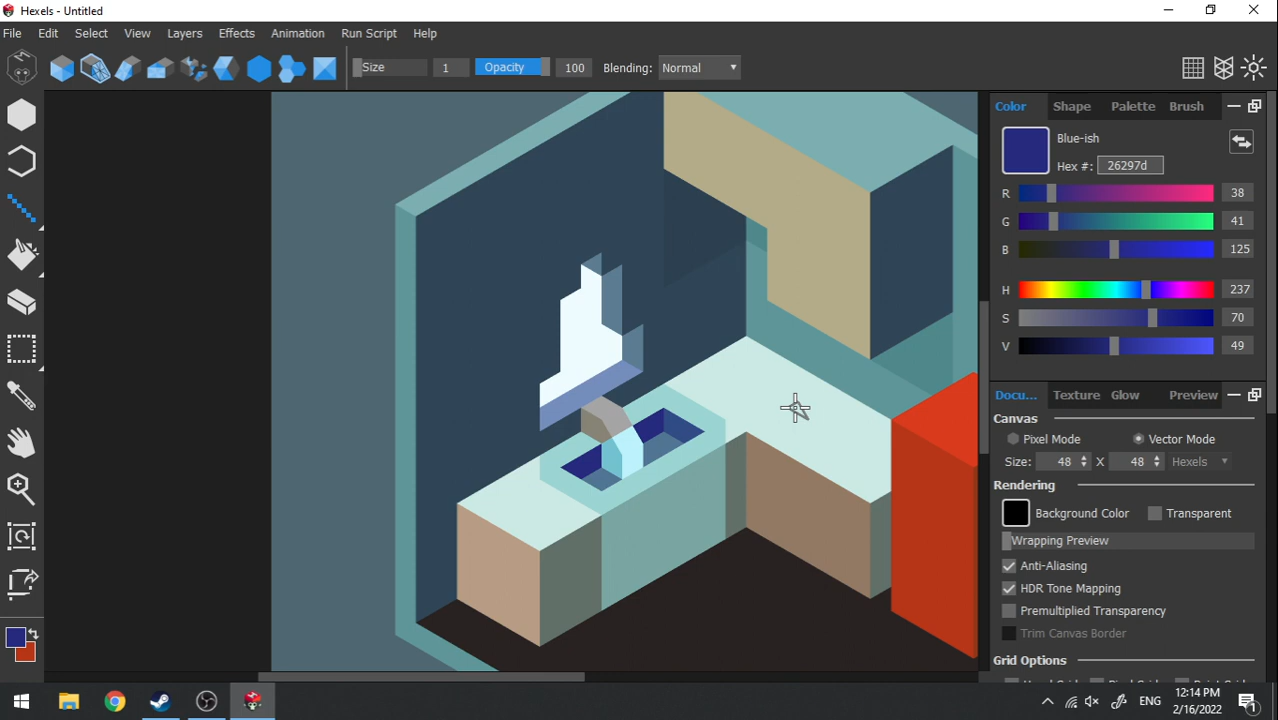 Hexels - Untitled
File Edit Select View Layers Effects Animation Run Script Help
Size 1 Opacity 100 Blending: Normal
Color Shape Palette Brush
Blue-ish
Hex #: 26297d
R 38
G 41
B 125
H 237
S 70
V 49
Docu... Texture Glow Preview
Canvas
Pixel Mode Vector Mode
Size: 48 X 48 Hexels
Rendering
Background Color Transparent
Wrapping Preview
Anti-Aliasing
HDR Tone Mapping
Premultiplied Transparency
Trim Canvas Border
Grid Options
ENG
12:14 PM
2/16/2022
1